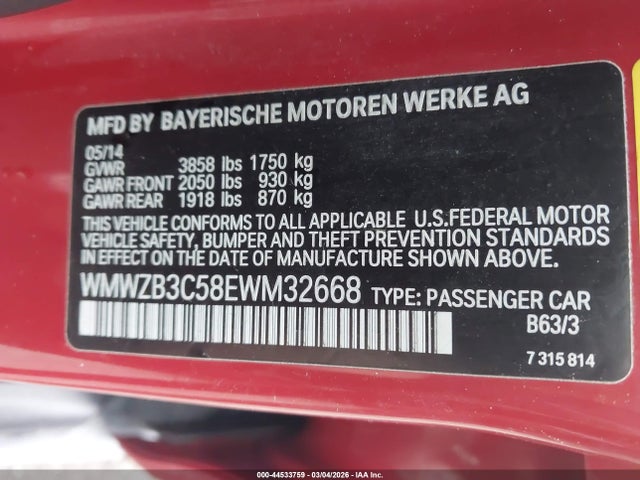 MFD BY BAYERISCHE MOTOREN WERKE AG
05/14
GVWR 3858 lbs 1750 kg
GAWR FRONT 2050 lbs 930 kg
GAWR REAR 1918 lbs 870 kg
THIS VEHICLE CONFORMS TO ALL APPLICABLE U.S.FEDERAL MOTOR
VEHICLE SAFETY, BUMPER AND THEFT PREVENTION STANDARDS
IN EFFECT ON THE DATE OF MANUFACTURE SHOWN ABOVE.
WMWZB3C58EWM32668 TYPE: PASSENGER CAR
B63/3
7 315 814
000-44533759 | 03/04/2026 | IAA Inc.